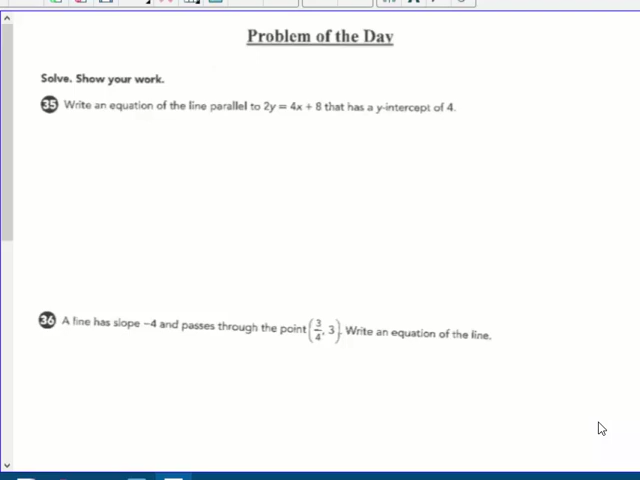 Problem of the Day
Solve. Show your work.
35 Write an equation of the line parallel to 2y = 4x + 8 that has a y-intercept of 4.
36 A line has slope −4 and passes through the point (3/4, 3). Write an equation of the line.